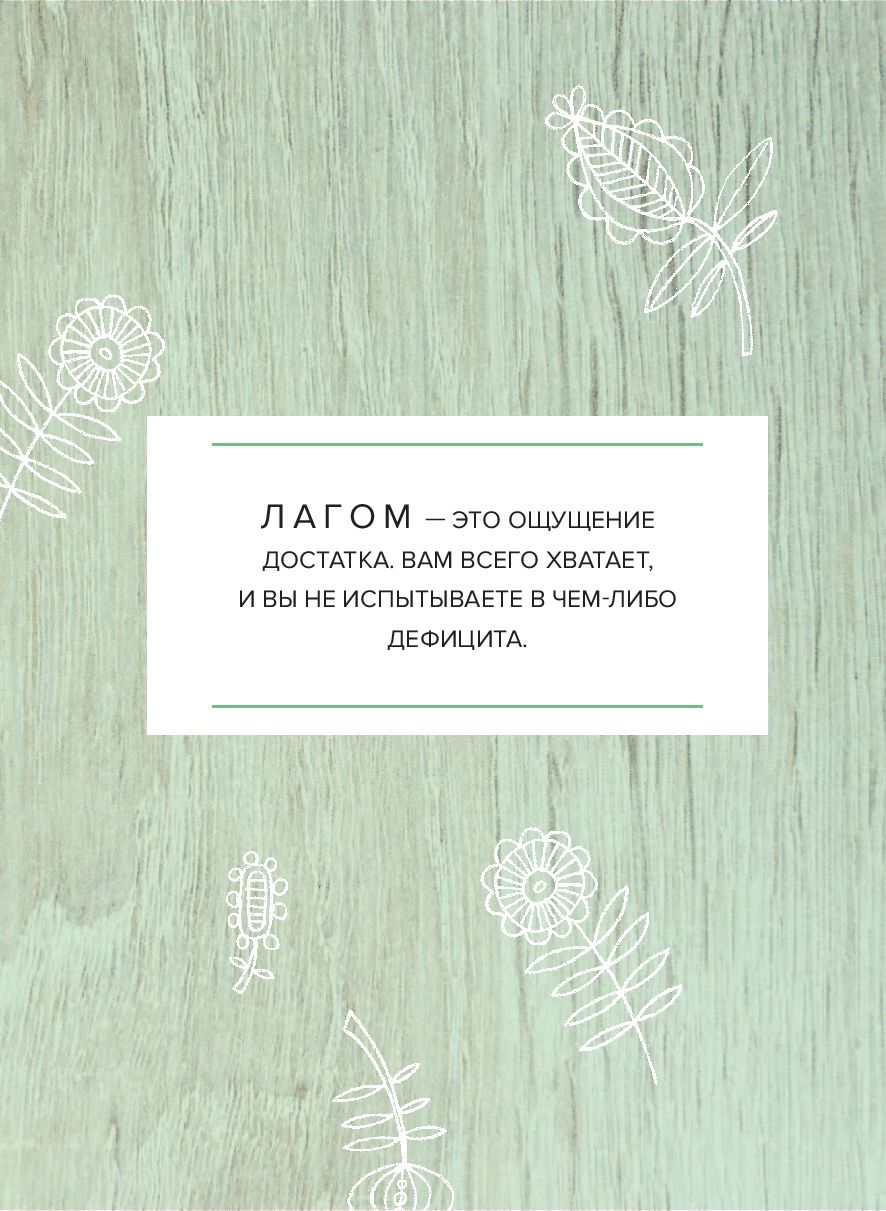 ЛАГОМ — ЭТО ОЩУЩЕНИЕ
ДОСТАТКА. ВАМ ВСЕГО ХВАТАЕТ,
И ВЫ НЕ ИСПЫТЫВАЕТЕ В ЧЕМ-ЛИБО
ДЕФИЦИТА.